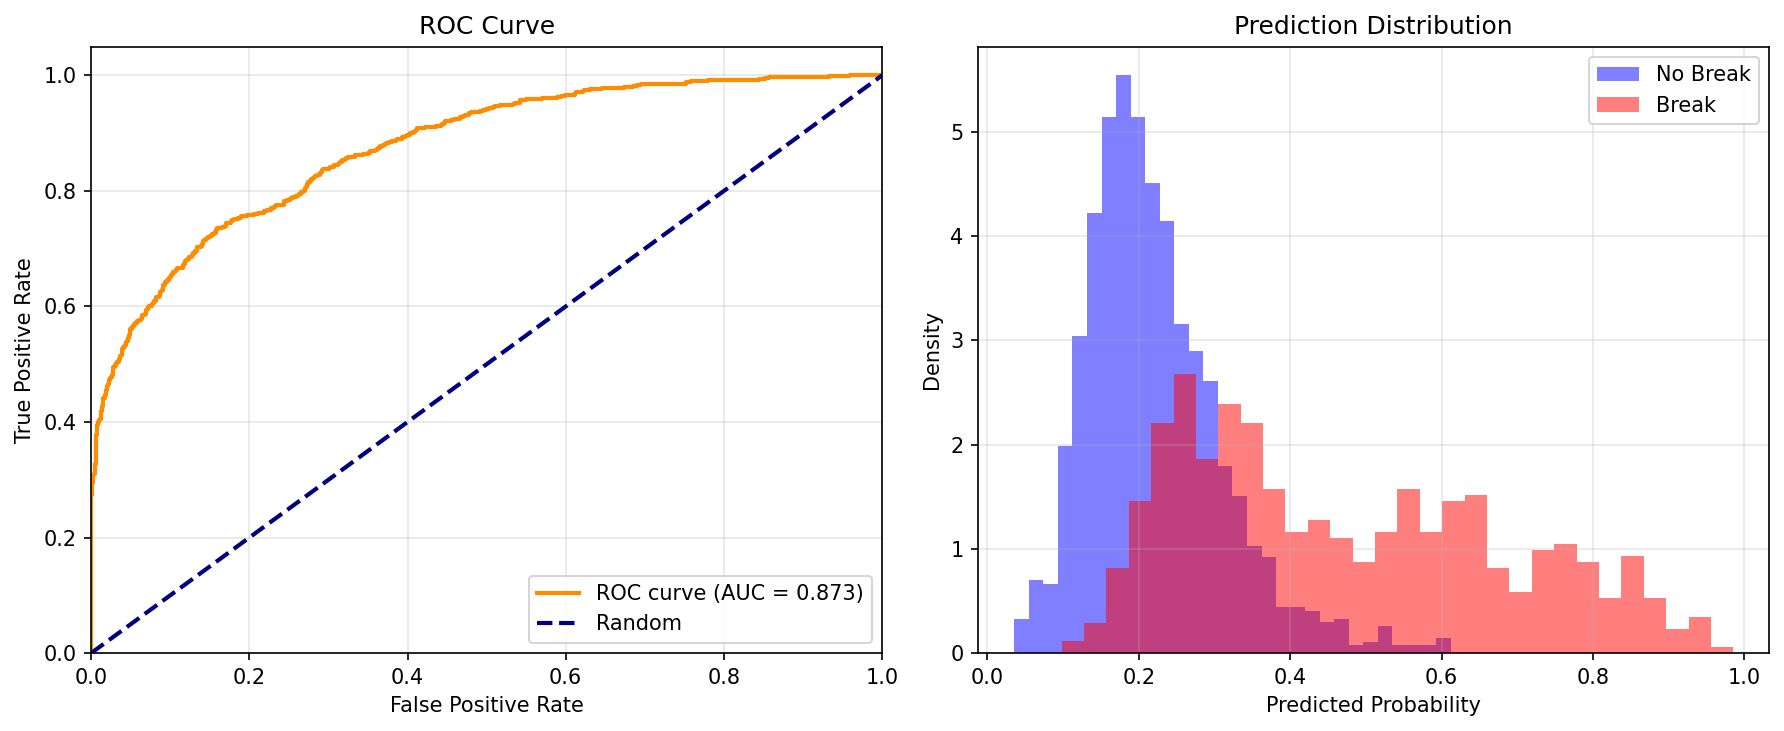 ROC Curve
1.0
0.8
0.6
0.4
0.2
0.0
True Positive Rate
0.0 0.2 0.4 0.6 0.8 1.0
False Positive Rate
ROC curve (AUC = 0.873)
Random
Prediction Distribution
5
4
3
2
1
0
Density
0.0 0.2 0.4 0.6 0.8 1.0
Predicted Probability
No Break
Break